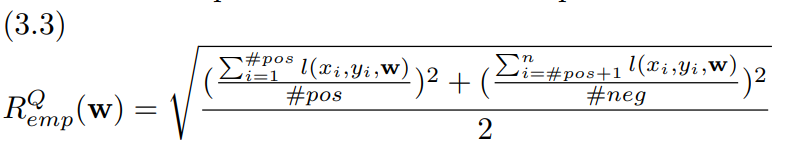 (3.3)
R_{emp}^{Q}(\mathbf{w}) = \sqrt{\frac{(\frac{\sum_{i=1}^{\#pos} l(x_i,y_i,\mathbf{w})}{\#pos})^2 + (\frac{\sum_{i=\#pos+1}^{n} l(x_i,y_i,\mathbf{w})}{\#neg})^2}{2}}